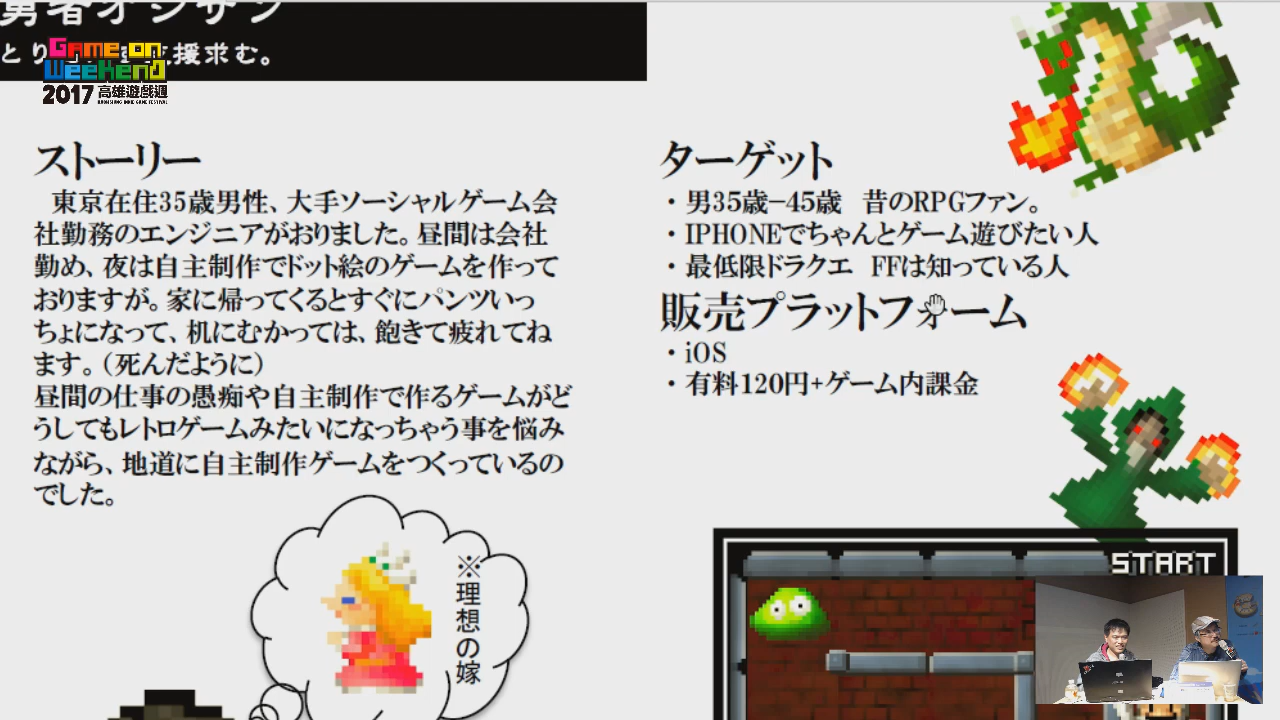 勇者オジサン
援求む。
Game on
Weekend
2017 高雄遊戲週
KAOHSIUNG INDIE GAME FESTIVAL
ストーリー
東京在住35歳男性、大手ソーシャルゲーム会
社勤務のエンジニアがおりました。昼間は会社
勤め、夜は自主制作でドット絵のゲームを作って
おりますが。家に帰ってくるとすぐにパンツいっ
ちょになって、机にむかっては、飽きて疲れてね
ます。（死んだように）
昼間の仕事の愚痴や自主制作で作るゲームがど
うしてもレトロゲームみたいになっちゃう事を悩み
ながら、地道に自主制作ゲームをつくっているの
でした。
※理想の嫁
ターゲット
・男35歳−45歳　昔のRPGファン。
・IPHONEでちゃんとゲーム遊びたい人
・最低限ドラクエ　FFは知っている人
販売プラットフォーム
・iOS
・有料120円+ゲーム内課金
START